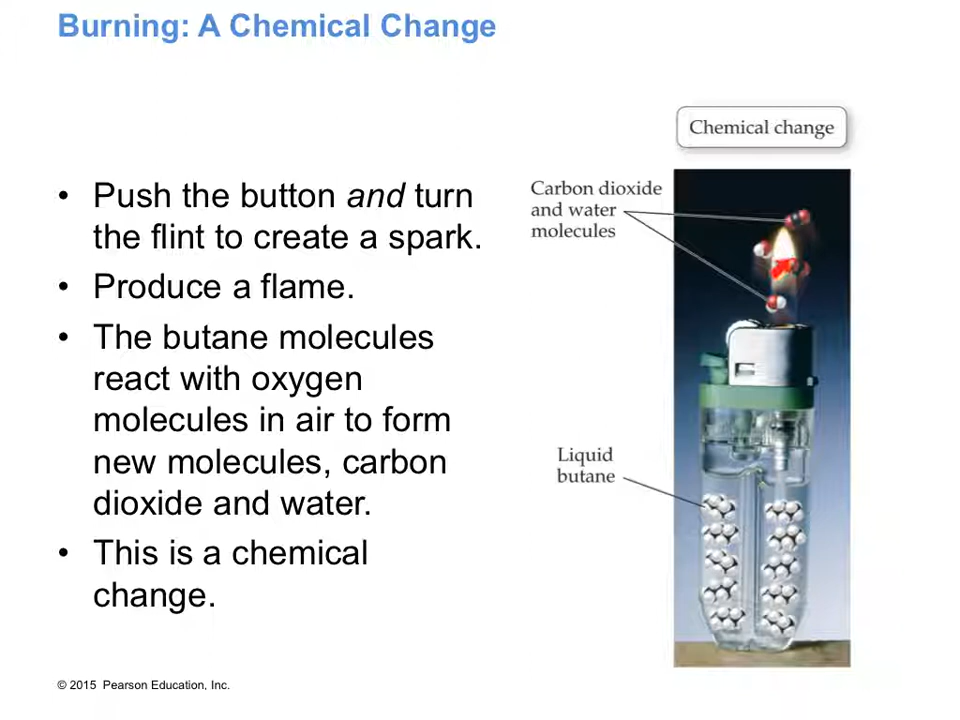 Burning: A Chemical Change
Chemical change
• Push the button and turn
the flint to create a spark.
• Produce a flame.
• The butane molecules
react with oxygen
molecules in air to form
new molecules, carbon
dioxide and water.
• This is a chemical
change.
Carbon dioxide
and water
molecules
Liquid
butane
© 2015 Pearson Education, Inc.